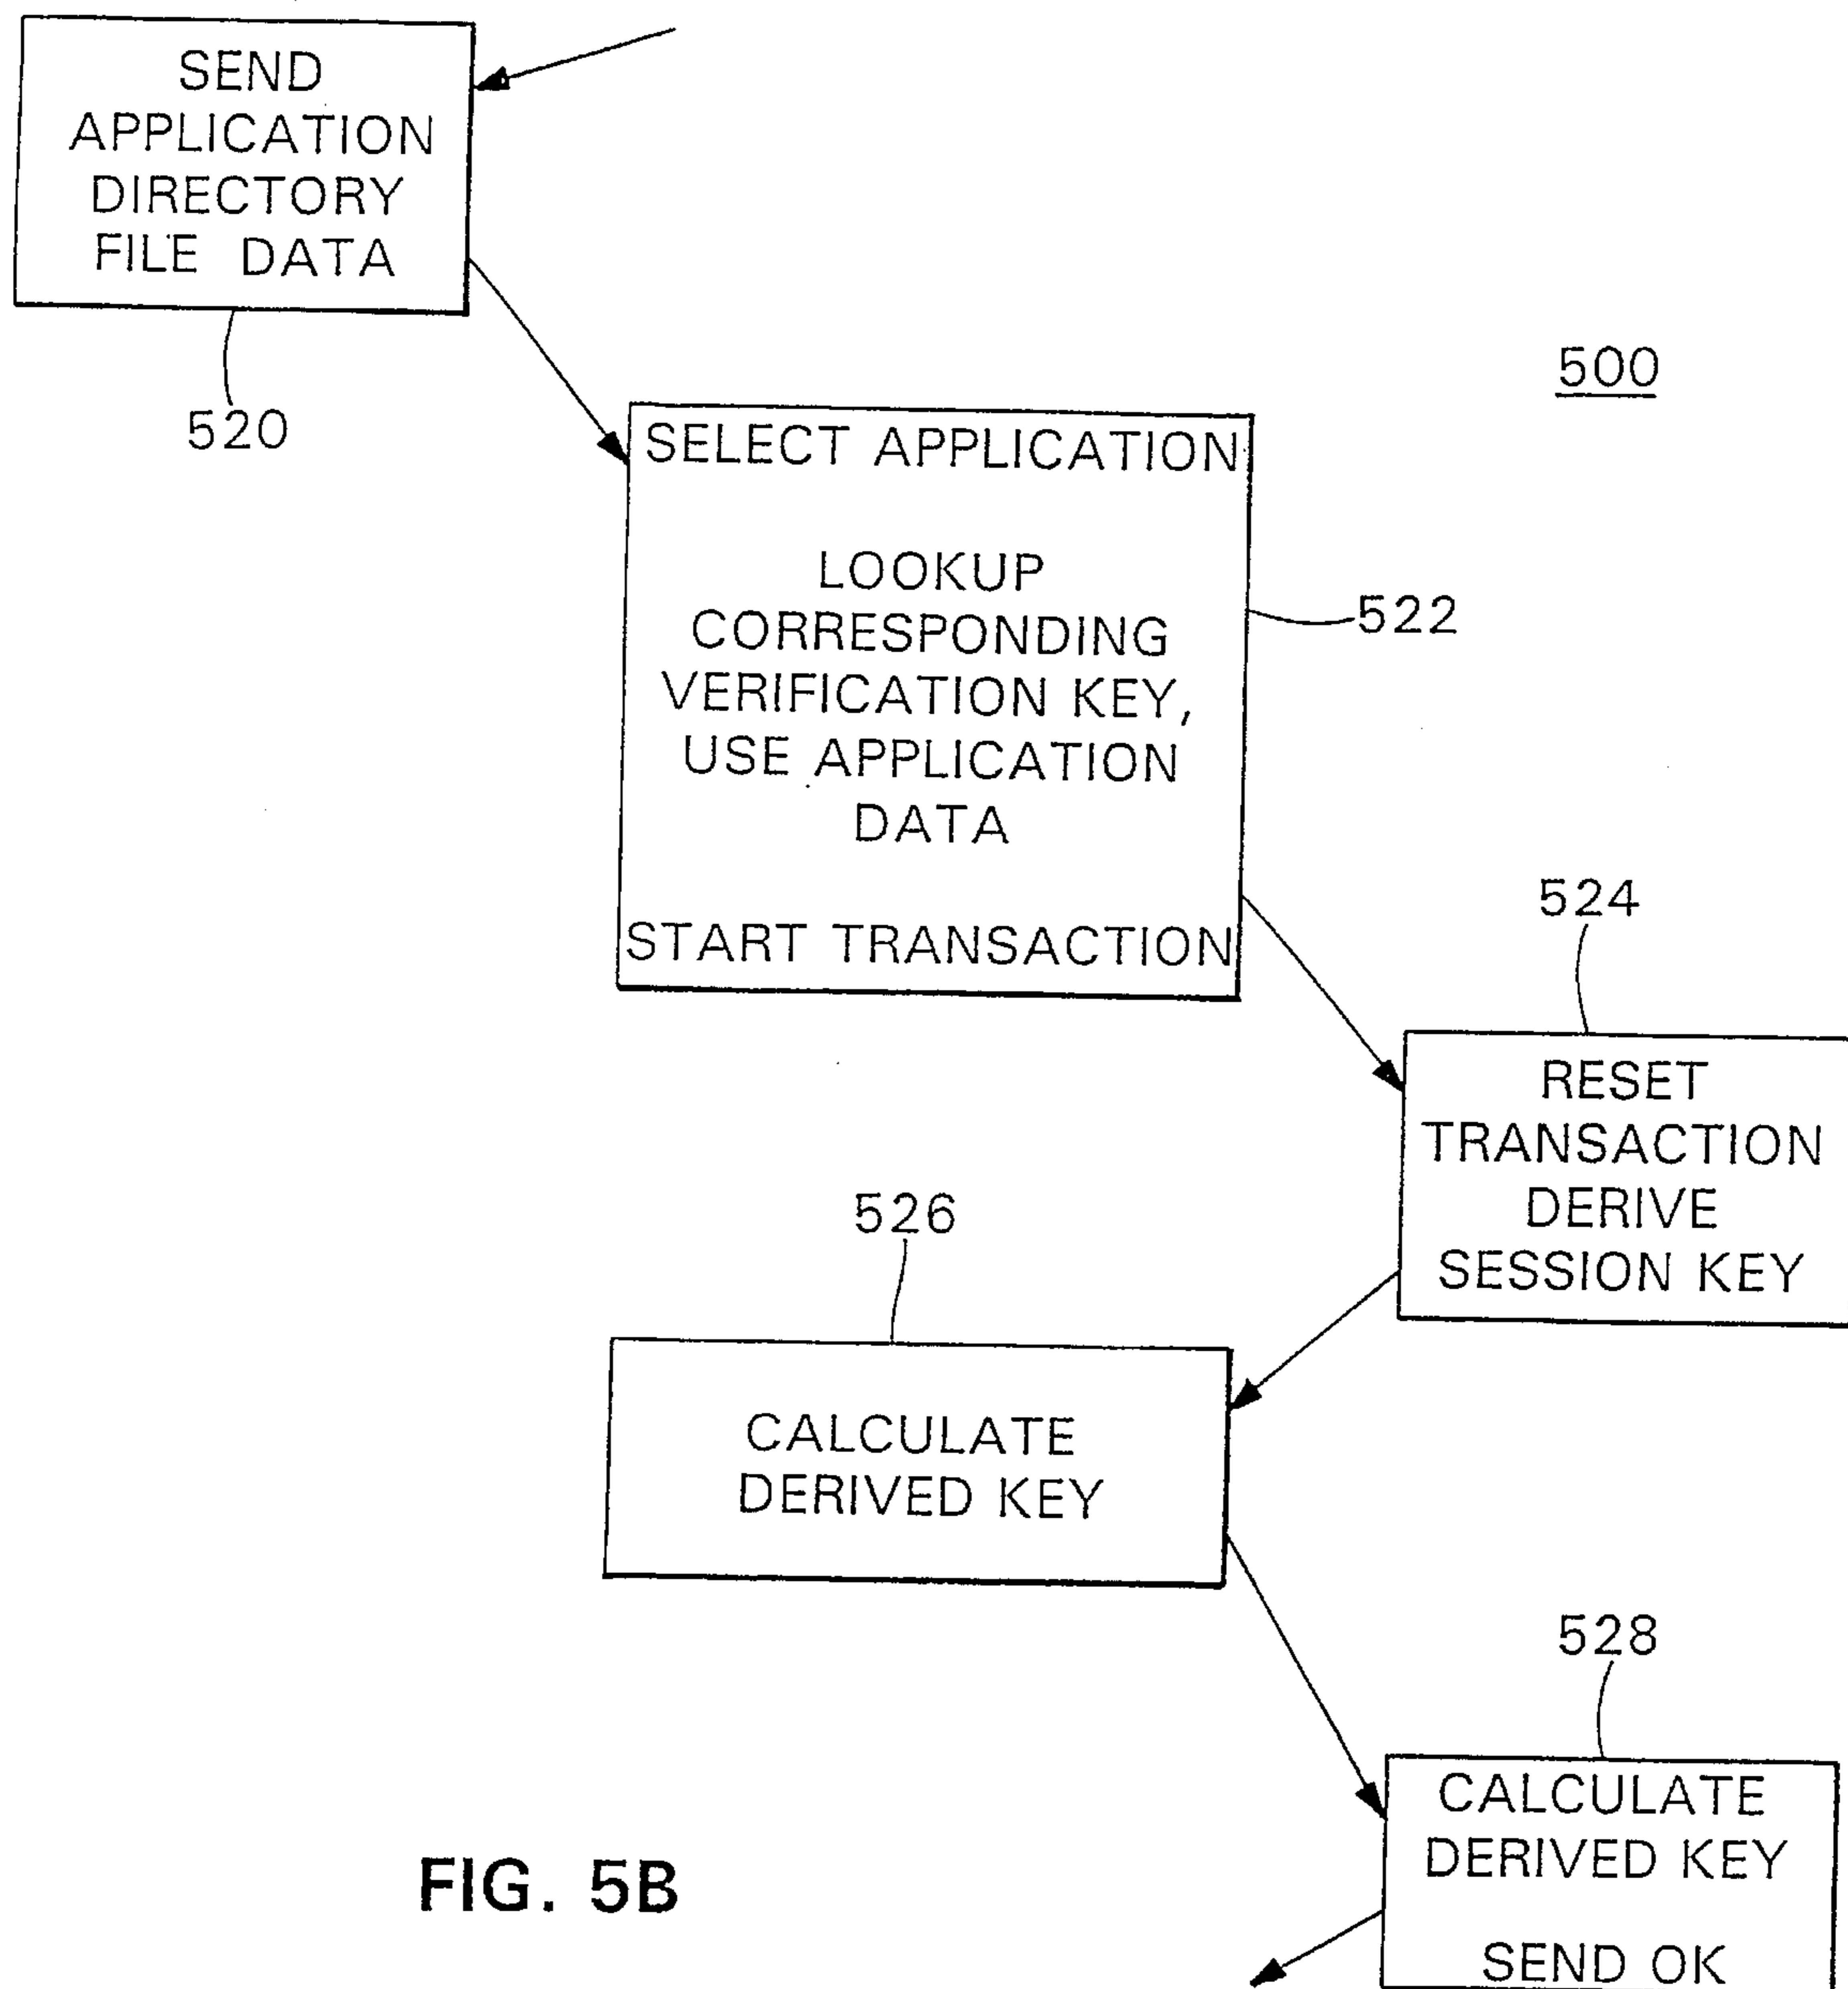 SEND
APPLICATION
DIRECTORY
FILE DATA
520
500
SELECT APPLICATION
LOOKUP
CORRESPONDING
VERIFICATION KEY,
USE APPLICATION
DATA
START TRANSACTION
522
524
RESET
TRANSACTION
DERIVE
SESSION KEY
526
CALCULATE
DERIVED KEY
528
CALCULATE
DERIVED KEY
SEND OK
FIG. 5B